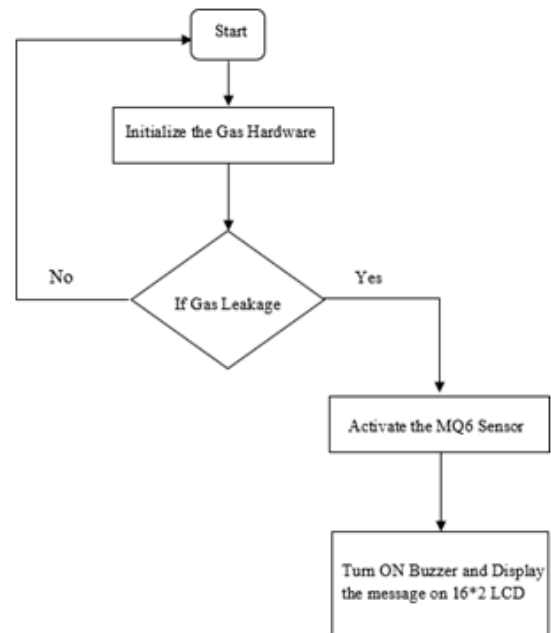 Start
Initialize the Gas Hardware
No
If Gas Leakage
Yes
Activate the MQ6 Sensor
Turn ON Buzzer and Display
the message on 16*2 LCD